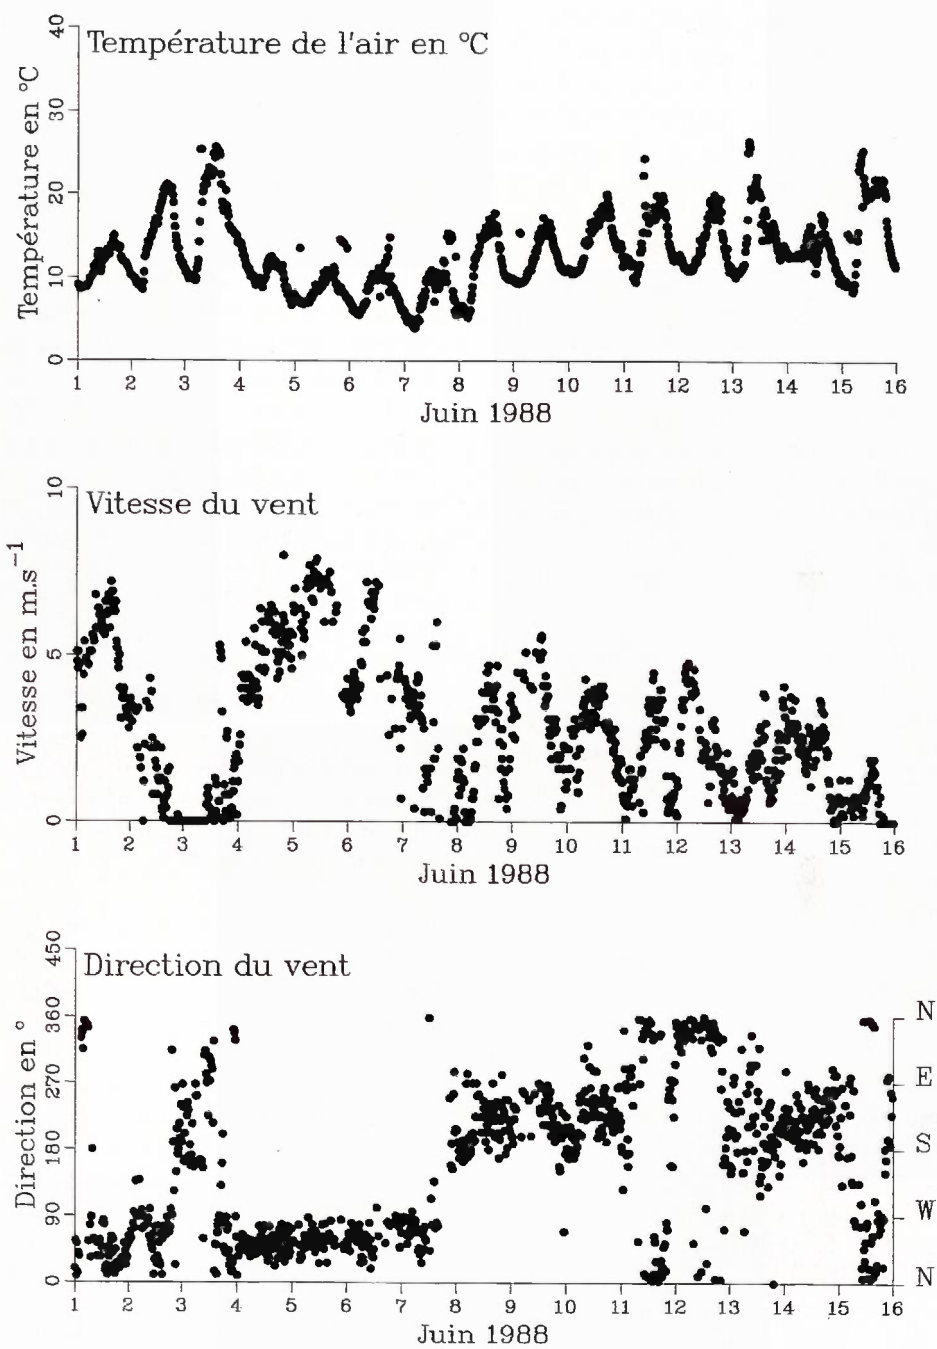 Température de l'air en °C
Température en °C
40
30
20
10
0
1 2 3 4 5 6 7 8 9 10 11 12 13 14 15 16
Juin 1988
Vitesse du vent
Vitesse en m.s⁻¹
10
5
0
1 2 3 4 5 6 7 8 9 10 11 12 13 14 15 16
Juin 1988
Direction du vent
Direction en °
450
360
270
180
90
0
N
E
S
W
N
1 2 3 4 5 6 7 8 9 10 11 12 13 14 15 16
Juin 1988